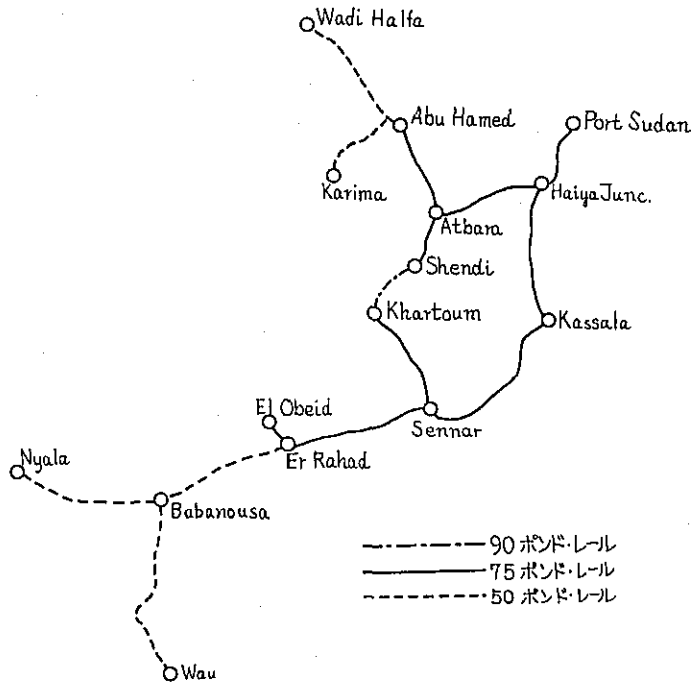 Wadi Halfa
Abu Hamed
Port Sudan
Karima
Haiya Junc.
Atbara
Shendi
Khartoum
Kassala
El Obeid
Sennar
Er Rahad
Nyala
Babanousa
90 ポンド・レール
75 ポンド・レール
50 ポンド・レール
Wau